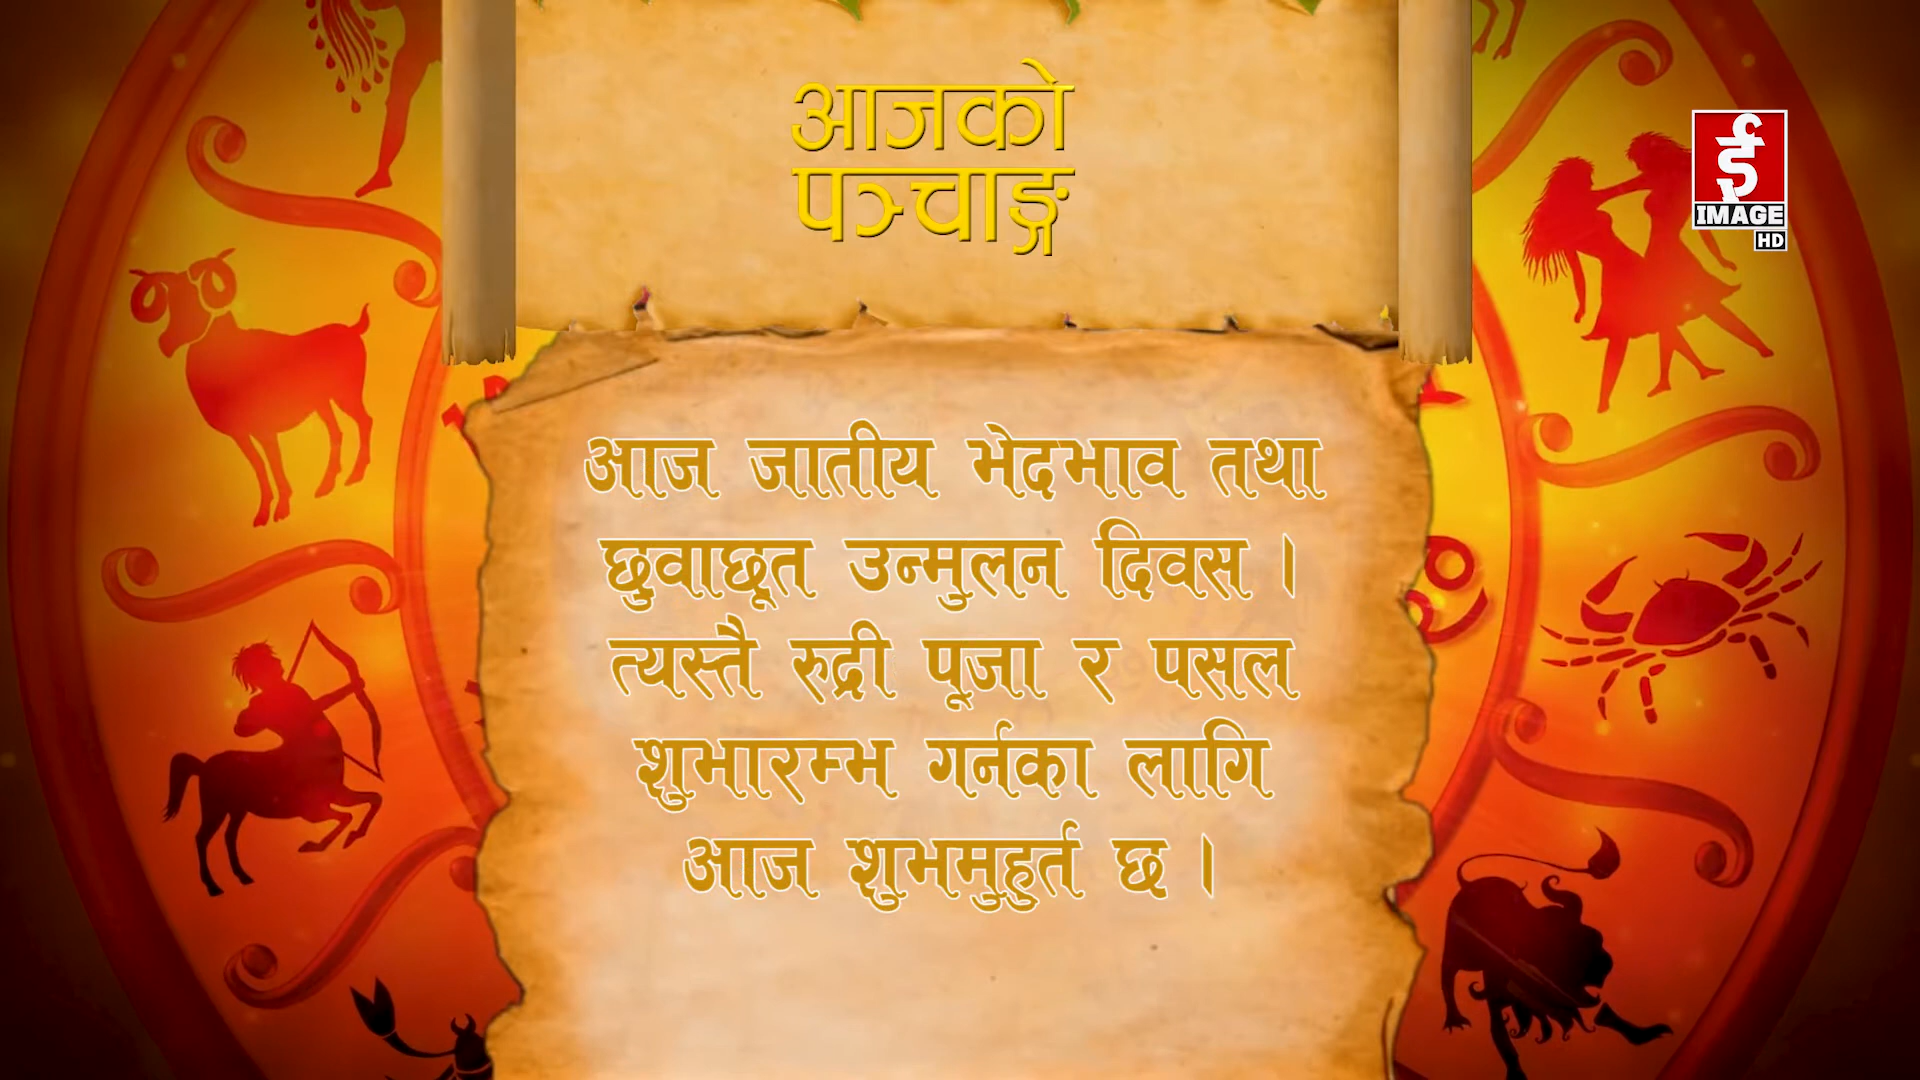 आजको
पञ्चाङ्ग
आज जातीय भेदभाव तथा
छुवाछूत उन्मुलन दिवस ।
त्यस्तै रुद्री पूजा र पसल
शुभारम्भ गर्नका लागि
आज शुभमुहुर्त छ ।
IMAGE
HD